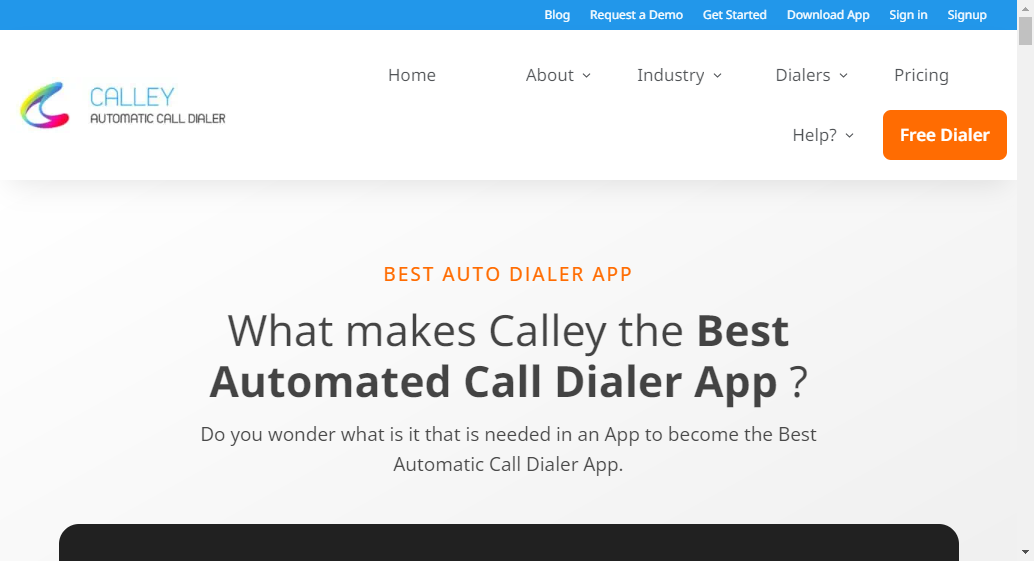 Blog Request a Demo Get Started Download App Sign in Signup
Home About Industry Dialers Pricing
CALLEY
AUTOMATIC CALL DIALER
Help? Free Dialer
BEST AUTO DIALER APP
What makes Calley the Best
Automated Call Dialer App ?
Do you wonder what is it that is needed in an App to become the Best
Automatic Call Dialer App.